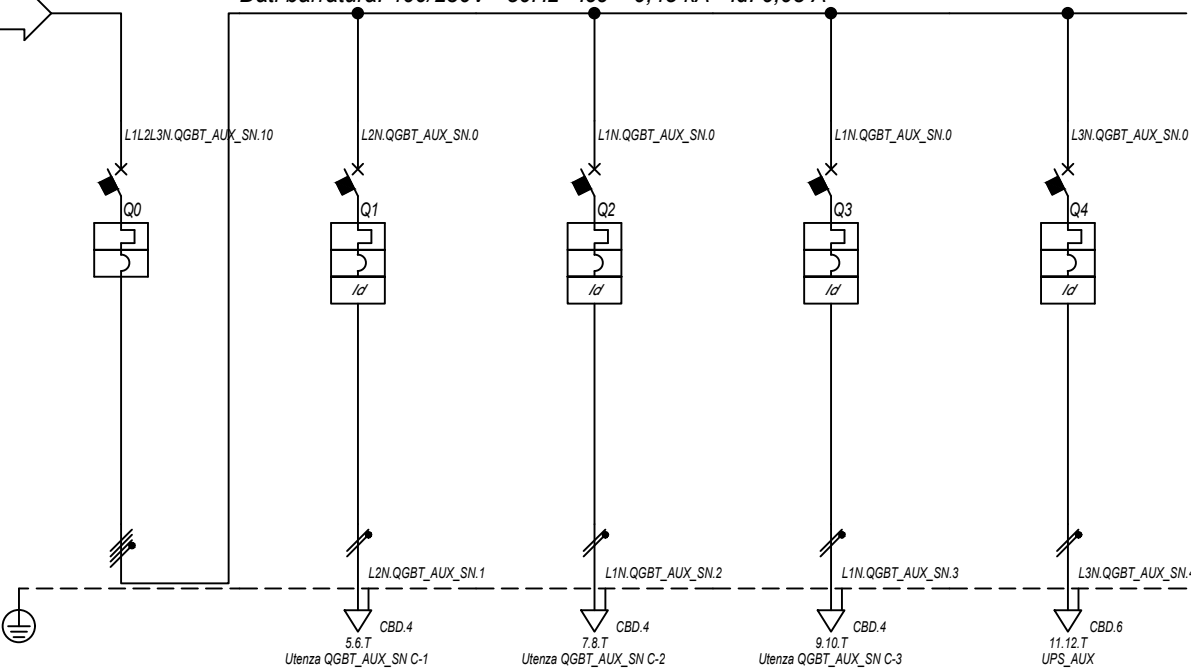 L1L2L3N.QGBT_AUX_SN.10
L2N.QGBT_AUX_SN.0
L1N.QGBT_AUX_SN.0
L1N.QGBT_AUX_SN.0
L3N.QGBT_AUX_SN.0
Q0
Q1
Q2
Q3
Q4
Id
Id
Id
Id
L2N.QGBT_AUX_SN.1
L1N.QGBT_AUX_SN.2
L1N.QGBT_AUX_SN.3
L3N.QGBT_AUX_SN.4
CBD.4
CBD.4
CBD.4
CBD.6
5.6.T
7.8.T
9.10.T
11.12.T
Utenza QGBT_AUX_SN C-1
Utenza QGBT_AUX_SN C-2
Utenza QGBT_AUX_SN C-3
UPS_AUX